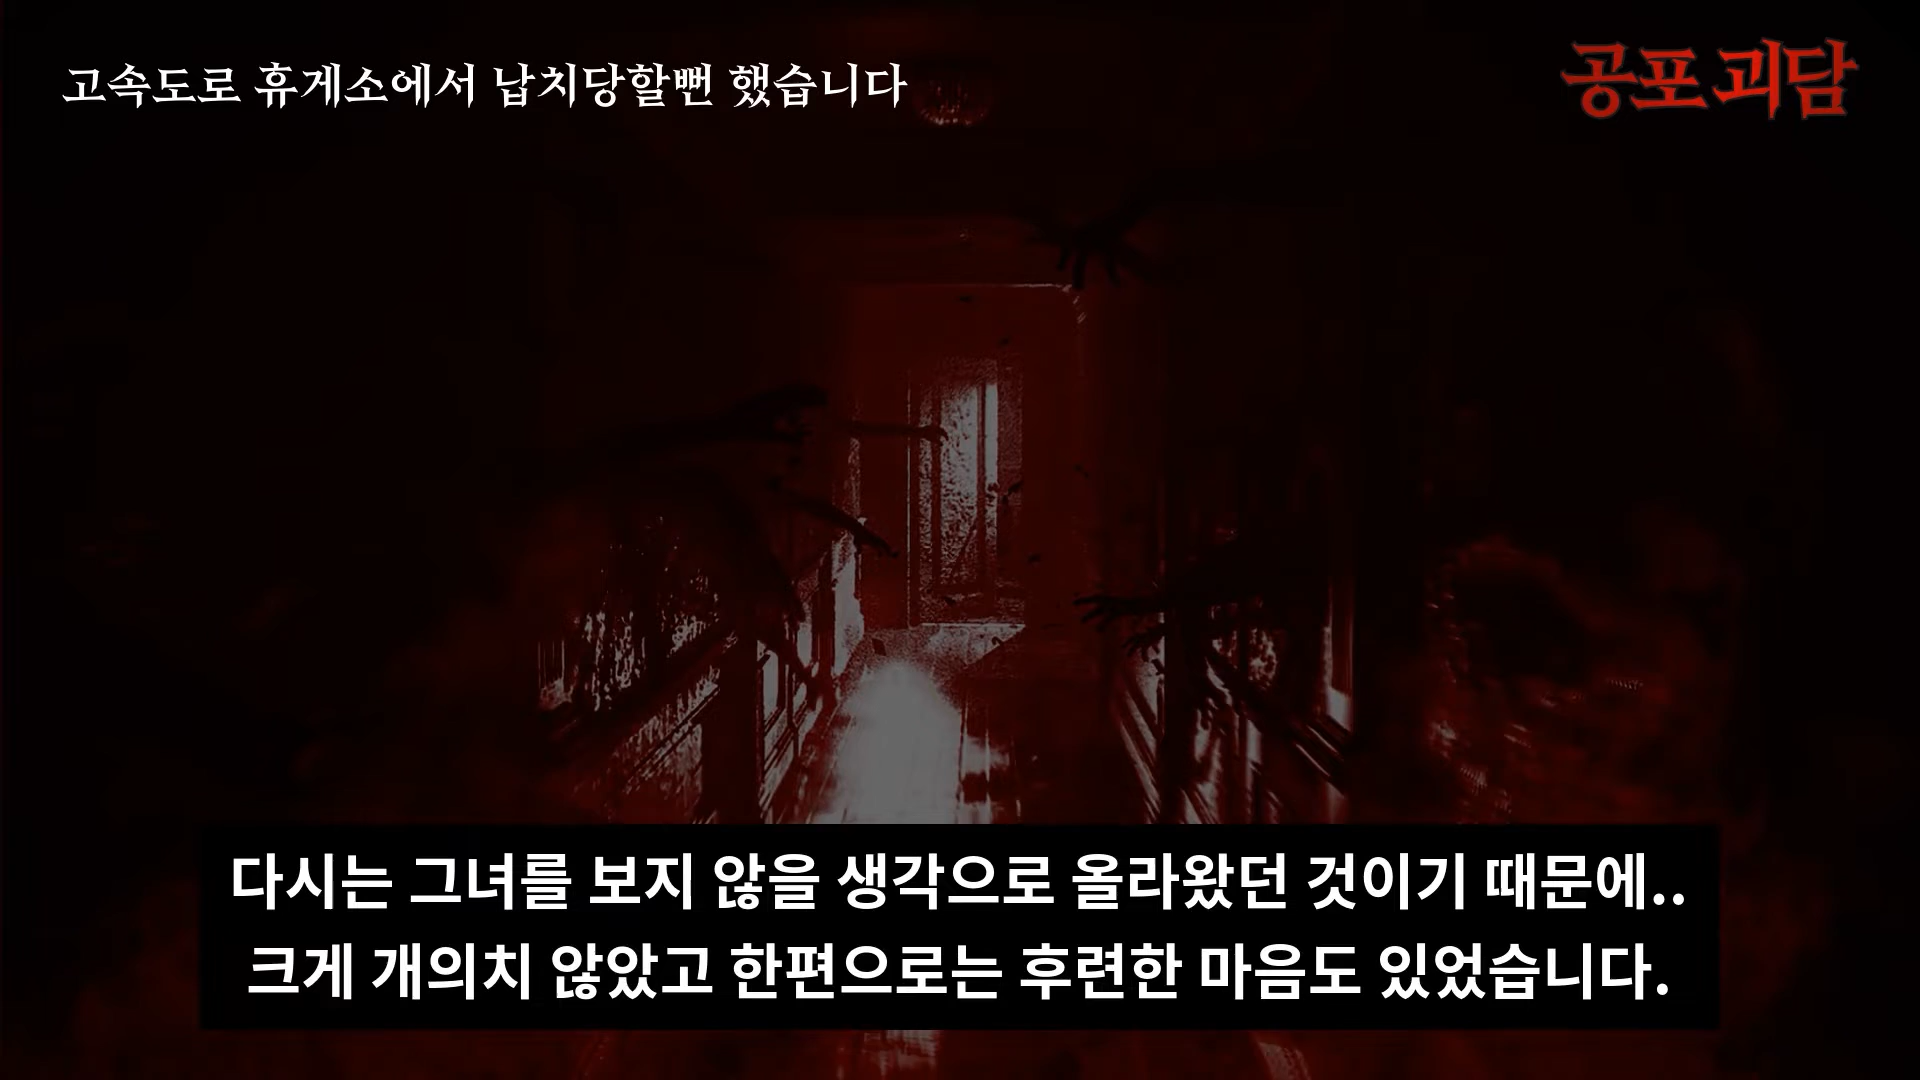 고속도로 휴게소에서 납치당할뻔 했습니다
공포 괴담
다시는 그녀를 보지 않을 생각으로 올라왔던 것이기 때문에..
크게 개의치 않았고 한편으로는 후련한 마음도 있었습니다.